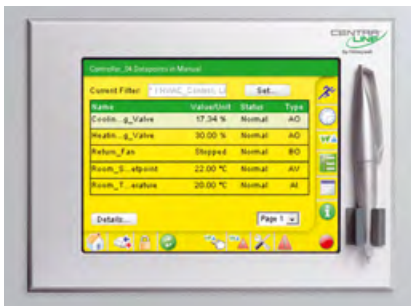 CENTRA
LINE
by Honeywell
Controller_04 Datapoints in Manual
Current Filter: Set...
Name Value/Unit Status Type
Coolin...g_Valve 17.34 % Normal AO
Heatin...g_Valve 30.00 % Normal AO
Return_Fan Stopped Normal BO
Room_S...etpoint 22.00 °C Normal AV
Room_T...erature 20.00 °C Normal AI
Details... Page 1